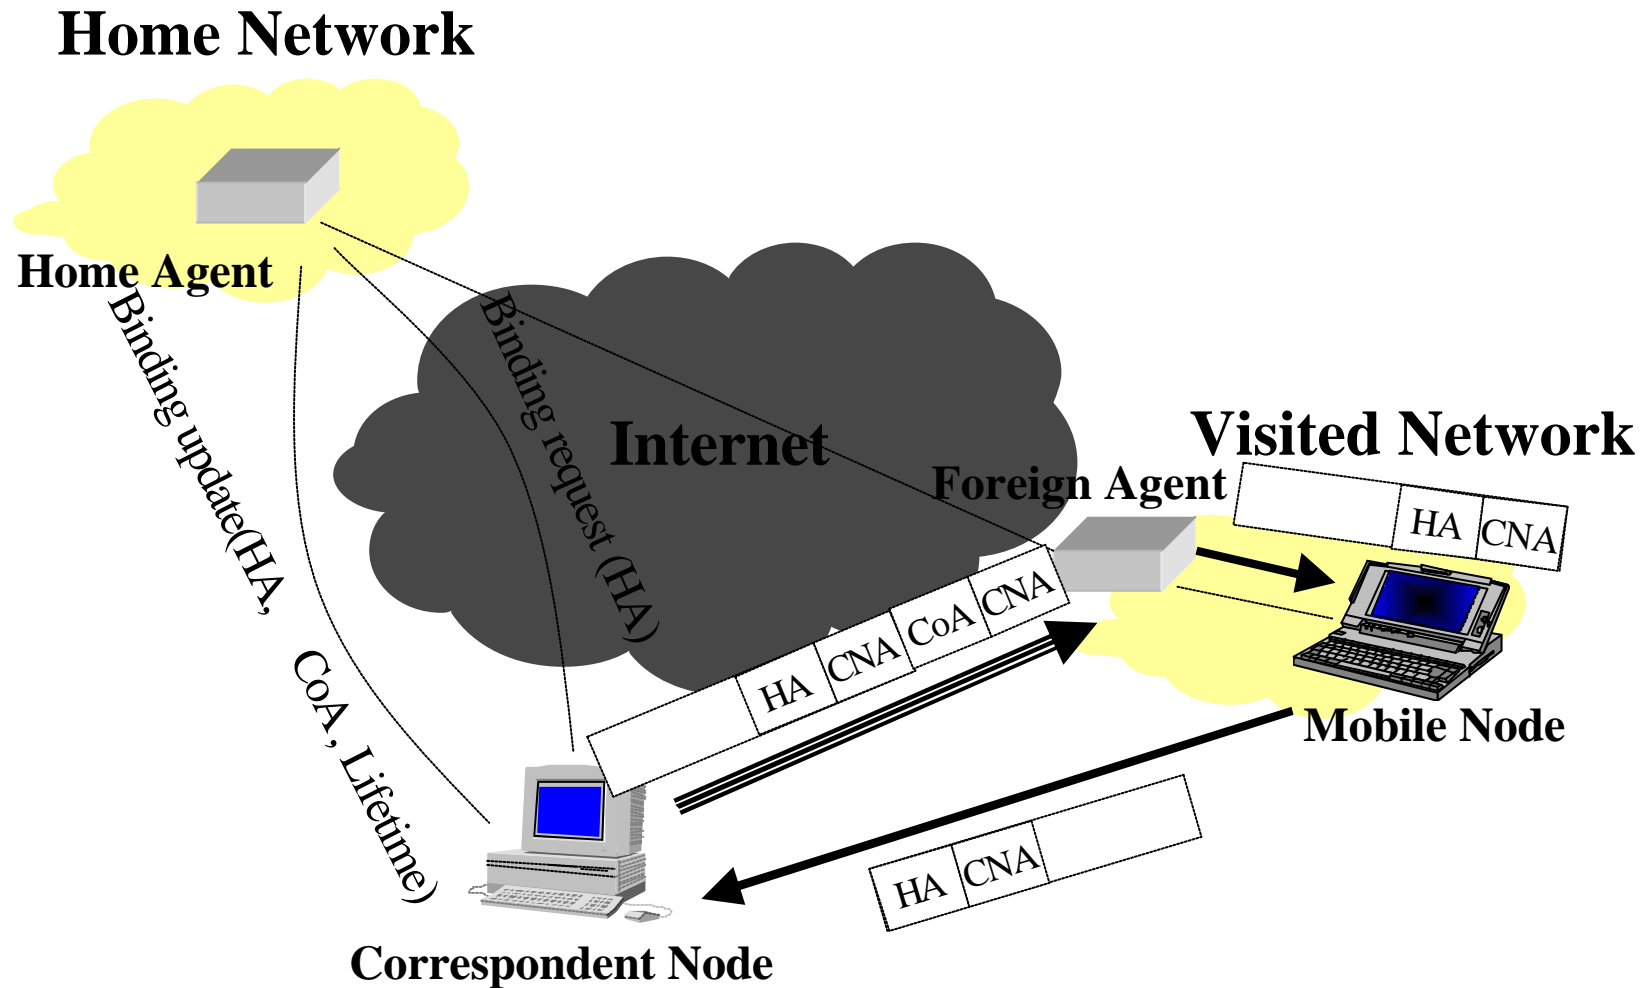 Home Network
Home Agent
Binding update(HA,
CoA, Lifetime)
Binding request (HA)
Internet
Visited Network
Foreign Agent
HA CNA
HA CNA CoA CNA
Mobile Node
HA CNA
Correspondent Node